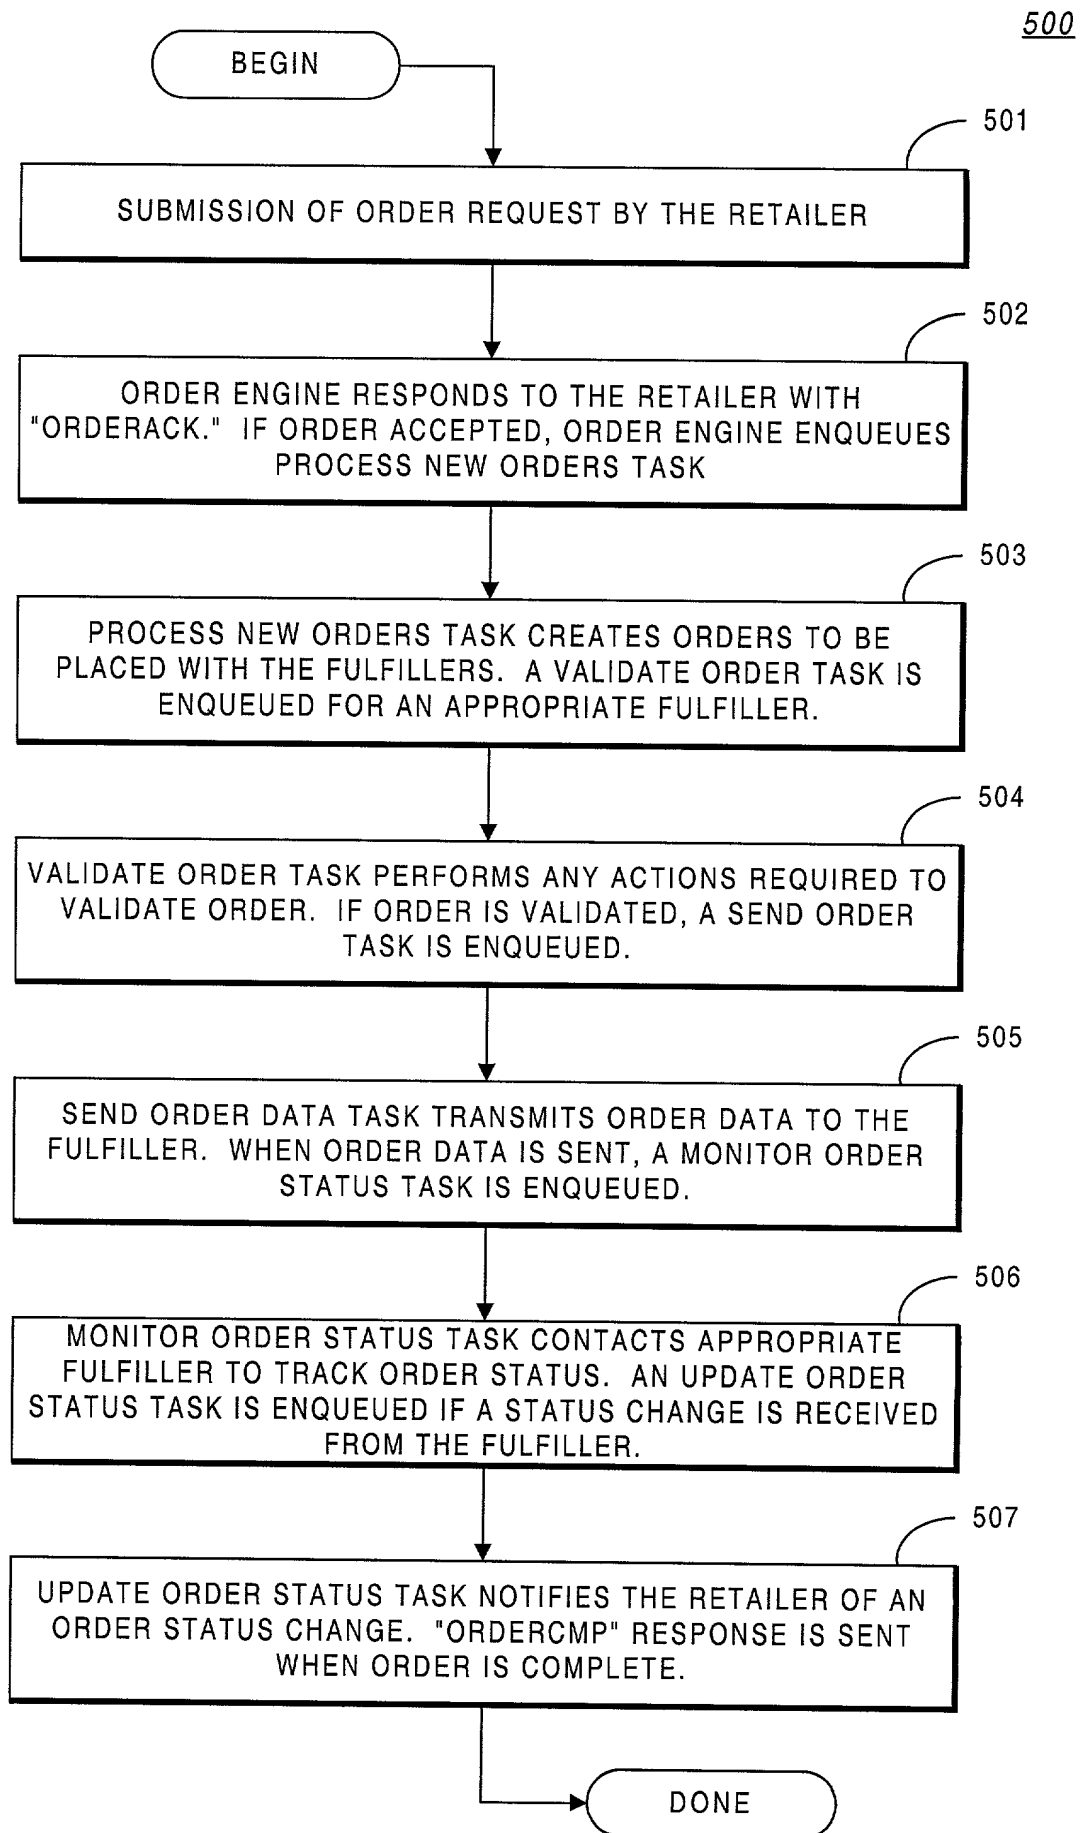 500
BEGIN
501
SUBMISSION OF ORDER REQUEST BY THE RETAILER
502
ORDER ENGINE RESPONDS TO THE RETAILER WITH
"ORDERACK."  IF ORDER ACCEPTED, ORDER ENGINE ENQUEUES
PROCESS NEW ORDERS TASK
503
PROCESS NEW ORDERS TASK CREATES ORDERS TO BE
PLACED WITH THE FULFILLERS.  A VALIDATE ORDER TASK IS
ENQUEUED FOR AN APPROPRIATE FULFILLER.
504
VALIDATE ORDER TASK PERFORMS ANY ACTIONS REQUIRED TO
VALIDATE ORDER.  IF ORDER IS VALIDATED, A SEND ORDER
TASK IS ENQUEUED.
505
SEND ORDER DATA TASK TRANSMITS ORDER DATA TO THE
FULFILLER.  WHEN ORDER DATA IS SENT, A MONITOR ORDER
STATUS TASK IS ENQUEUED.
506
MONITOR ORDER STATUS TASK CONTACTS APPROPRIATE
FULFILLER TO TRACK ORDER STATUS.  AN UPDATE ORDER
STATUS TASK IS ENQUEUED IF A STATUS CHANGE IS RECEIVED
FROM THE FULFILLER.
507
UPDATE ORDER STATUS TASK NOTIFIES THE RETAILER OF AN
ORDER STATUS CHANGE.  "ORDERCMP" RESPONSE IS SENT
WHEN ORDER IS COMPLETE.
DONE